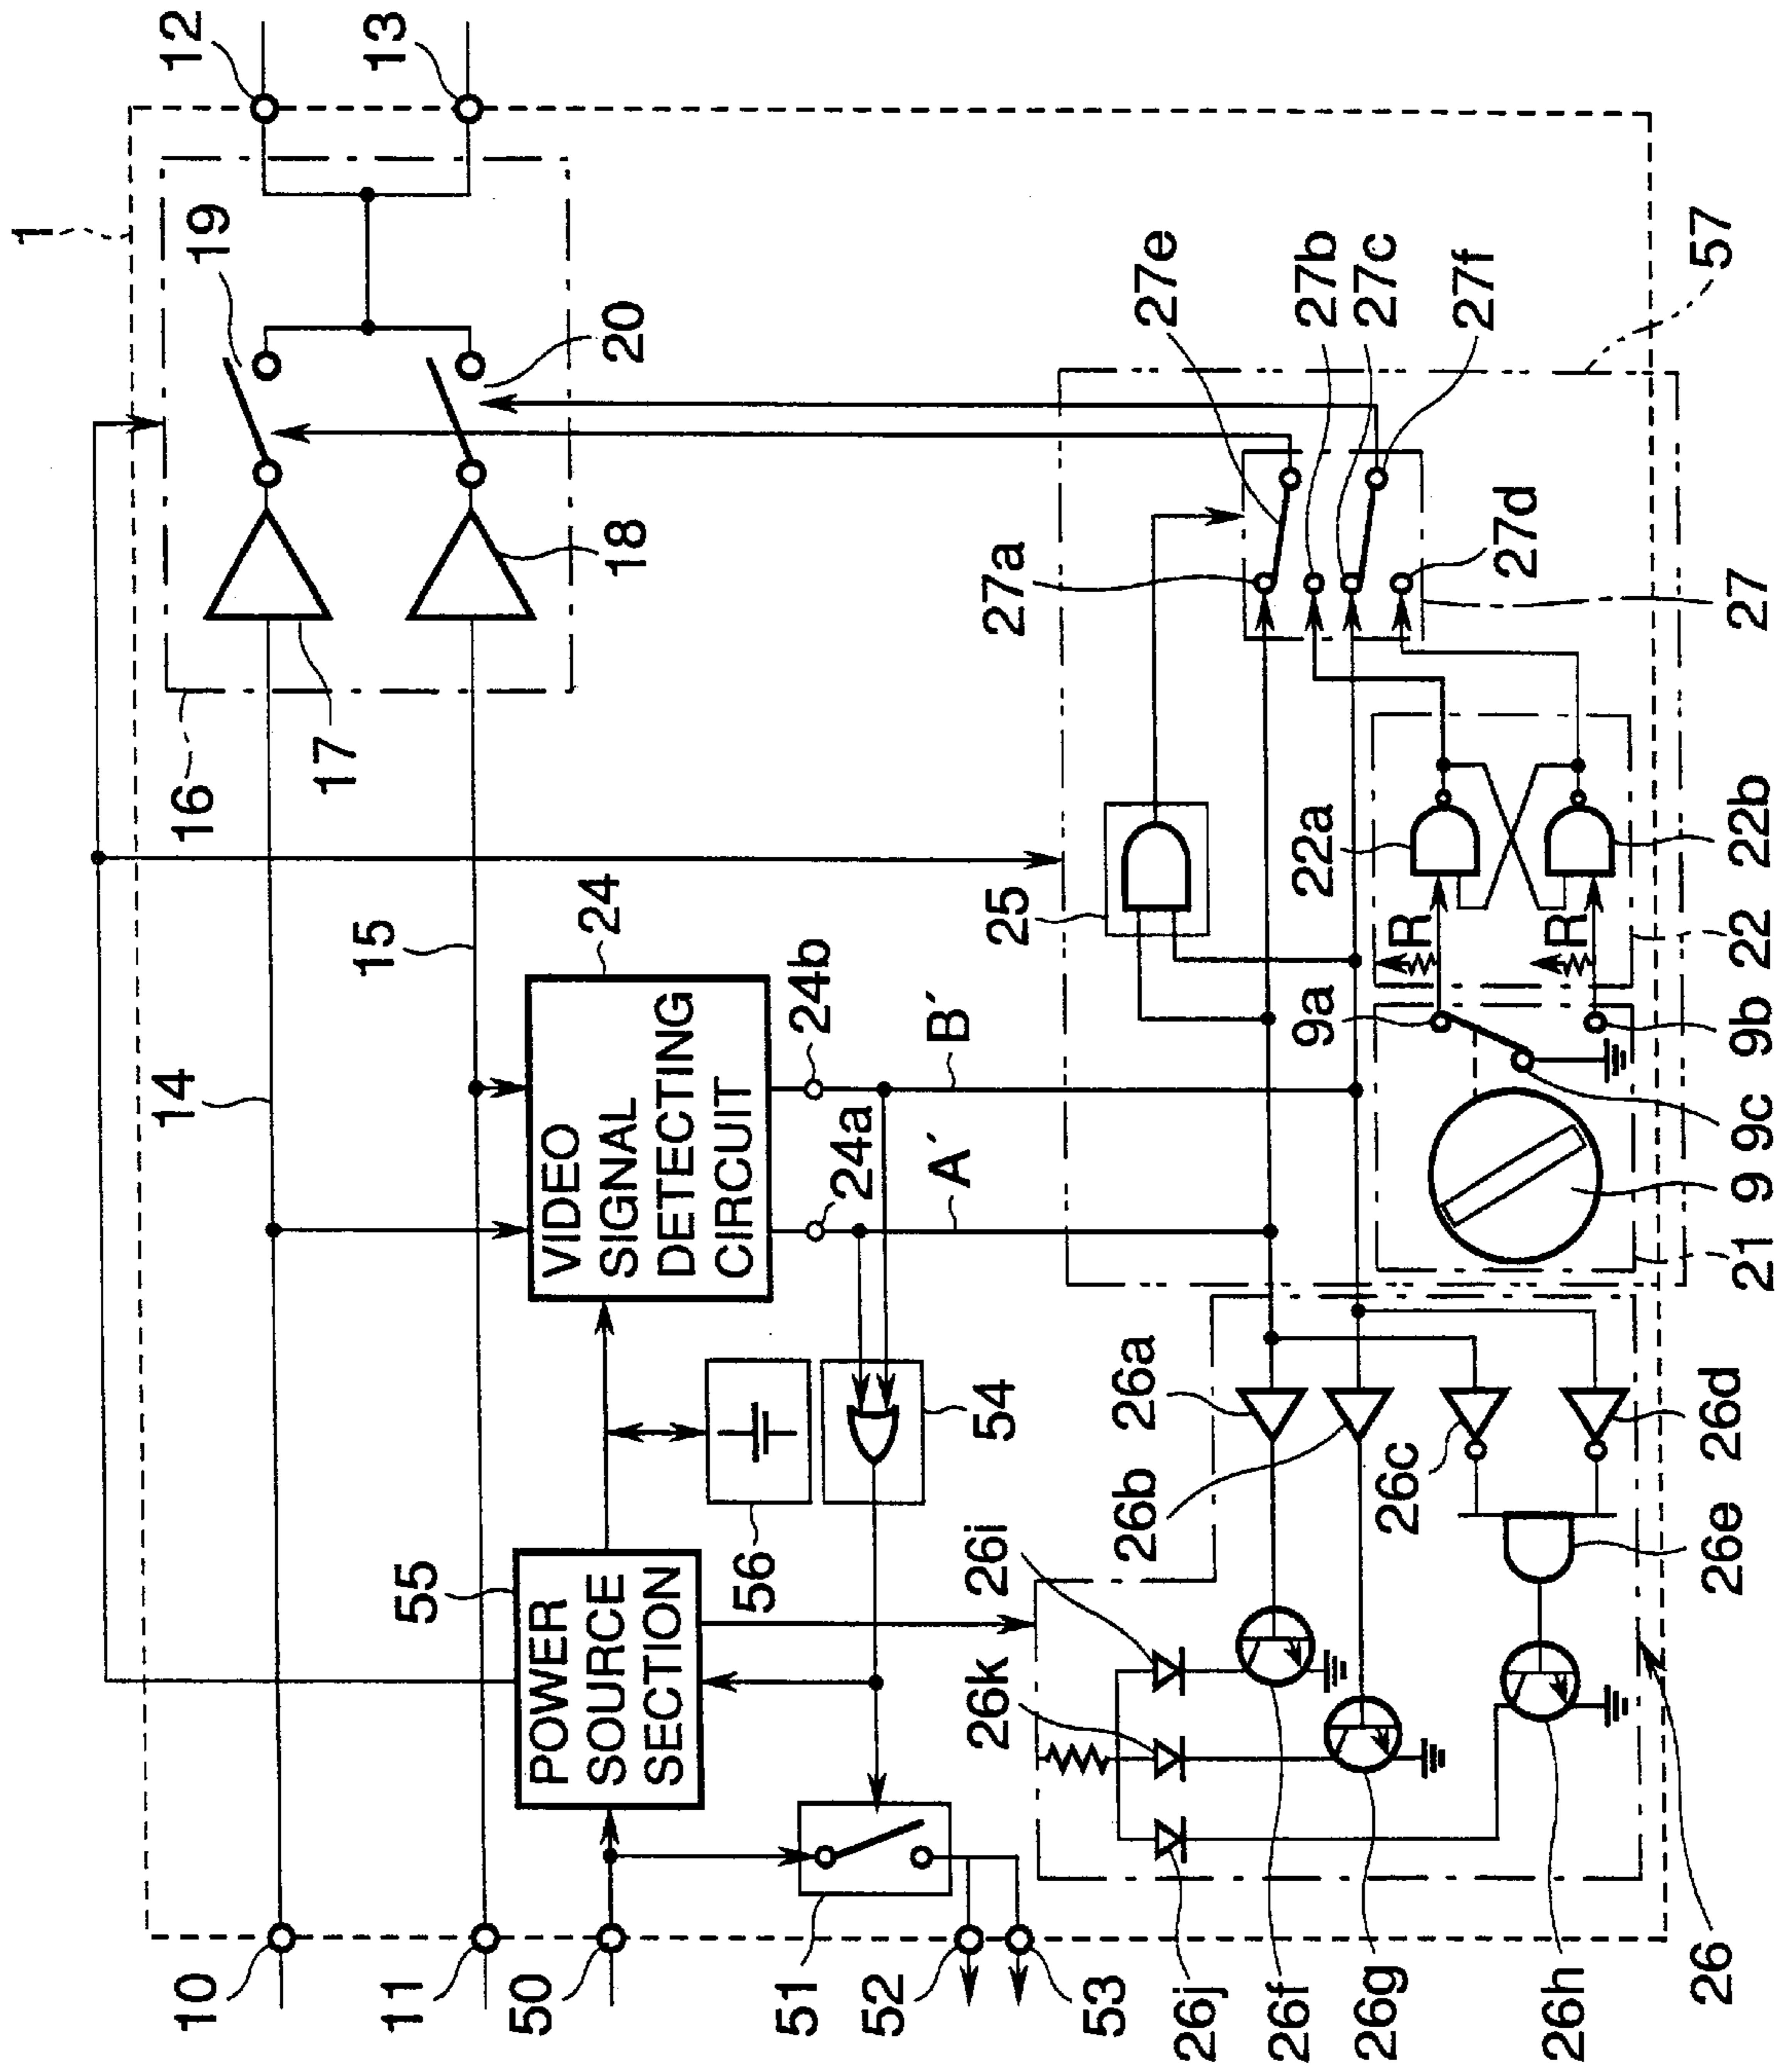 1
12
13
19
20
16
17
18
14
15
VIDEO
SIGNAL
DETECTING
CIRCUIT
24
24a
24b
A′
B′
55
POWER
SOURCE
SECTION
56
54
10
11
50
51
52
53
57
25
27a
27e
27b
27c
27f
27d
27
22a
22b
22
R
R
9a
9b
9c
9
21
26a
26b
26c
26d
26e
26i
26k
26j
26f
26g
26h
26